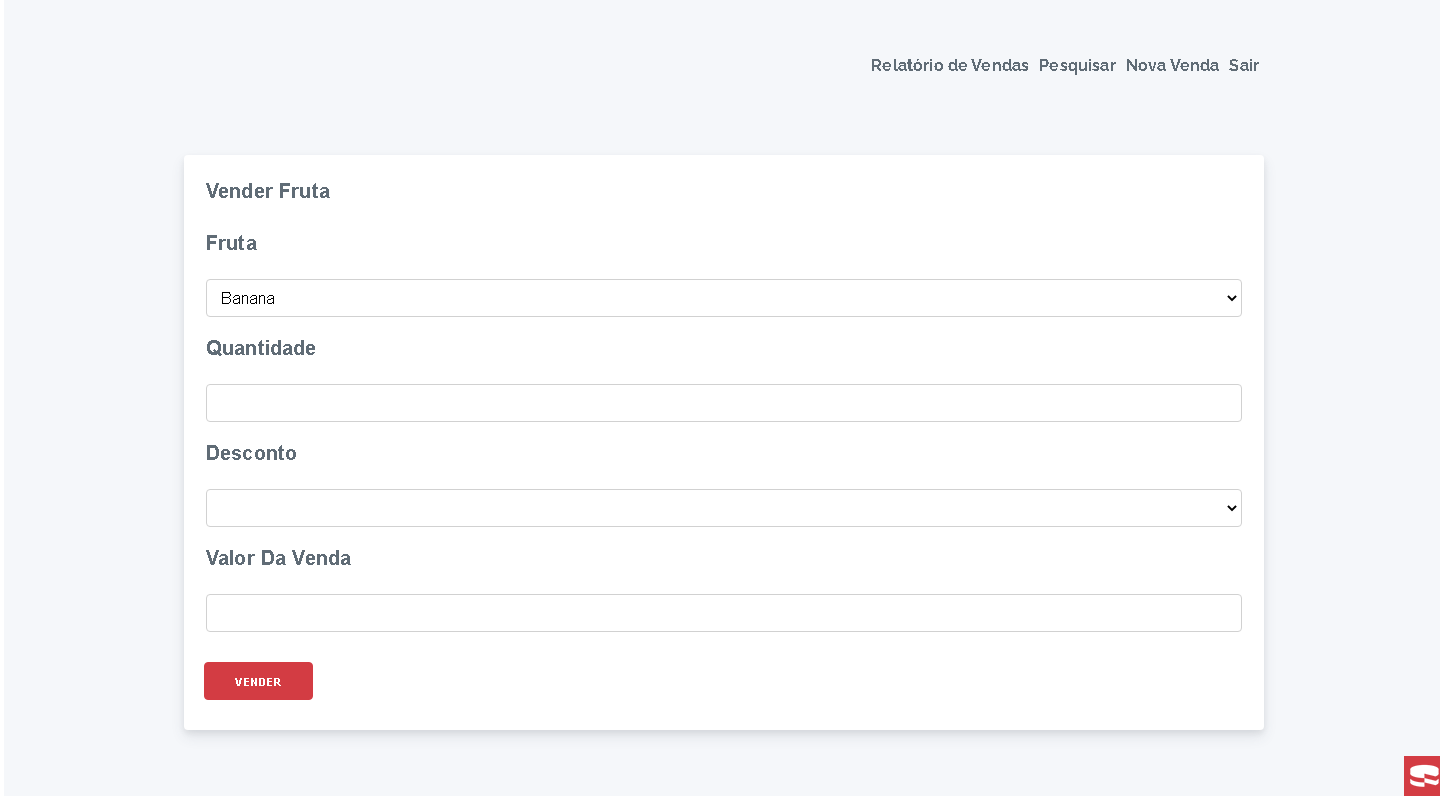 Relatório de Vendas Pesquisar Nova Venda Sair
Vender Fruta
Fruta
Banana
Quantidade
Desconto
Valor Da Venda
VENDER